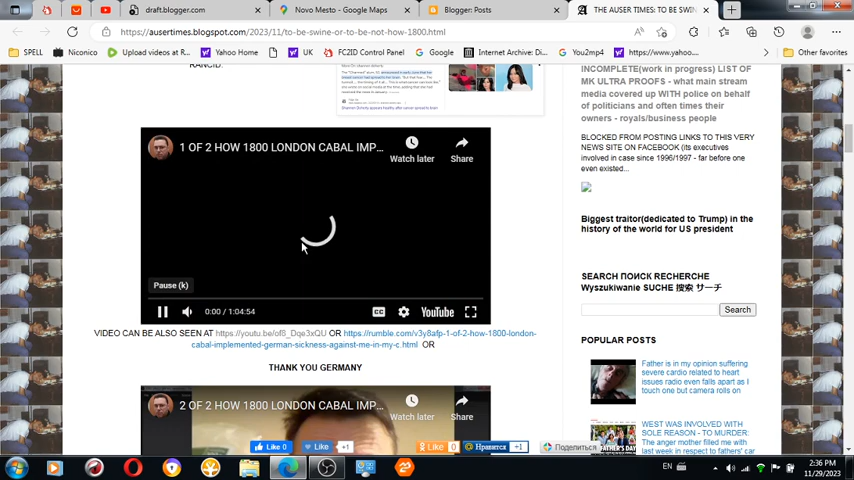 draft.blogger.com
Novo Mesto - Google Maps
Blogger: Posts
THE AUSER TIMES: TO BE SWIN
https://ausertimes.blogspot.com/2023/11/to-be-swine-or-to-be-not-how-1800.html
SPELL
Niconico
Upload videos at R...
Yahoo Home
UK
FC2ID Control Panel
Google
Internet Archive: Di...
You2mp4
https://www.yahoo...
Other favorites
RANCID.
1 OF 2 HOW 1800 LONDON CABAL IMP...
Watch later
Share
Pause (k)
0:00 / 1:04:54
CC
YouTube
VIDEO CAN BE ALSO SEEN AT https://youtu.be/of8_Dqe3xQU OR https://rumble.com/v3y8afp-1-of-2-how-1800-london-
cabal-implemented-german-sickness-against-me-in-my-c.html OR
THANK YOU GERMANY
2 OF 2 HOW 1800 LONDON CABAL IMP...
Watch later
Share
Like 0
Like
+1
Like
0
Нравится
+1
Поделиться
INCOMPLETE(work in progress) LIST OF
MK ULTRA PROOFS - what main stream
media covered up WITH police on behalf
of politicians and often times their
owners - royals/business people
BLOCKED FROM POSTING LINKS TO THIS VERY
NEWS SITE ON FACEBOOK (its executives
involved in case since 1996/1997 - far before one
even existed...
Biggest traitor(dedicated to Trump) in the
history of the world for US president
SEARCH ПОИСК RECHERCHE
Wyszukiwanie SUCHE 搜索 サーチ
Search
POPULAR POSTS
Father is in my opinion suffering
severe cardio related to heart
issues radio even falls apart as I
touch one but camera rolls on
WEST WAS INVOLVED WITH
SOLE REASON - TO MURDER:
The anger mother filled me with
last week in respect to fathers' car
EN
2:36 PM
11/29/2023